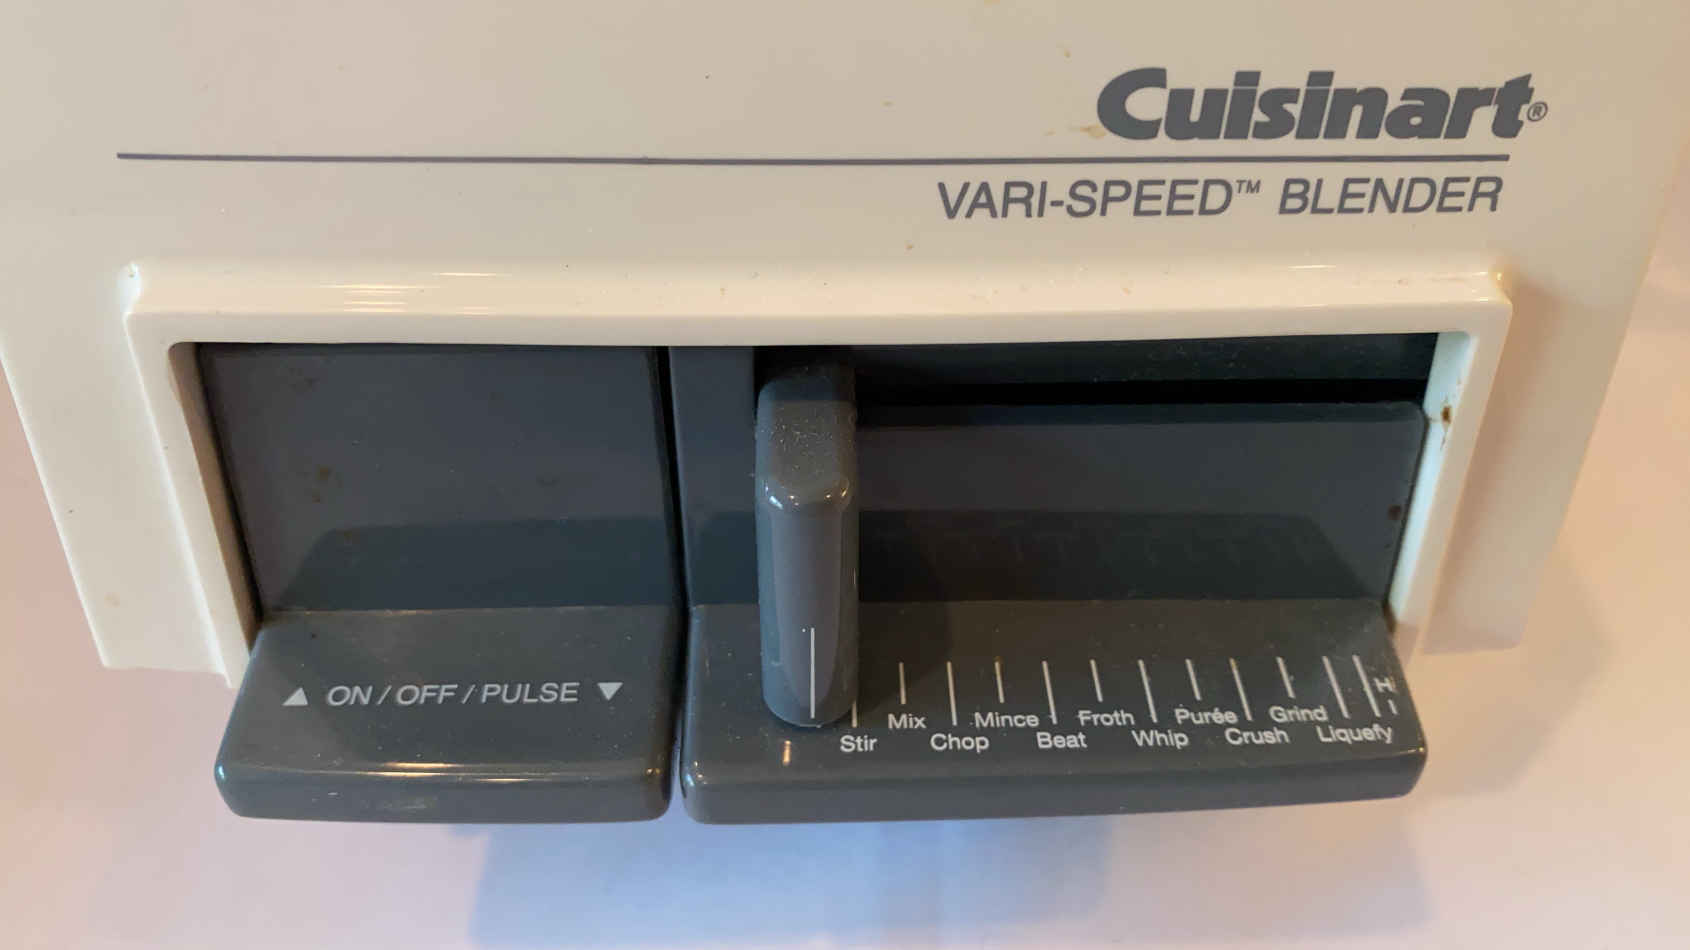 Cuisinart®
VARI-SPEED™ BLENDER
▲ ON / OFF / PULSE ▼
Mix Mince Froth Purée Grind HI
Stir Chop Beat Whip Crush Liquefy